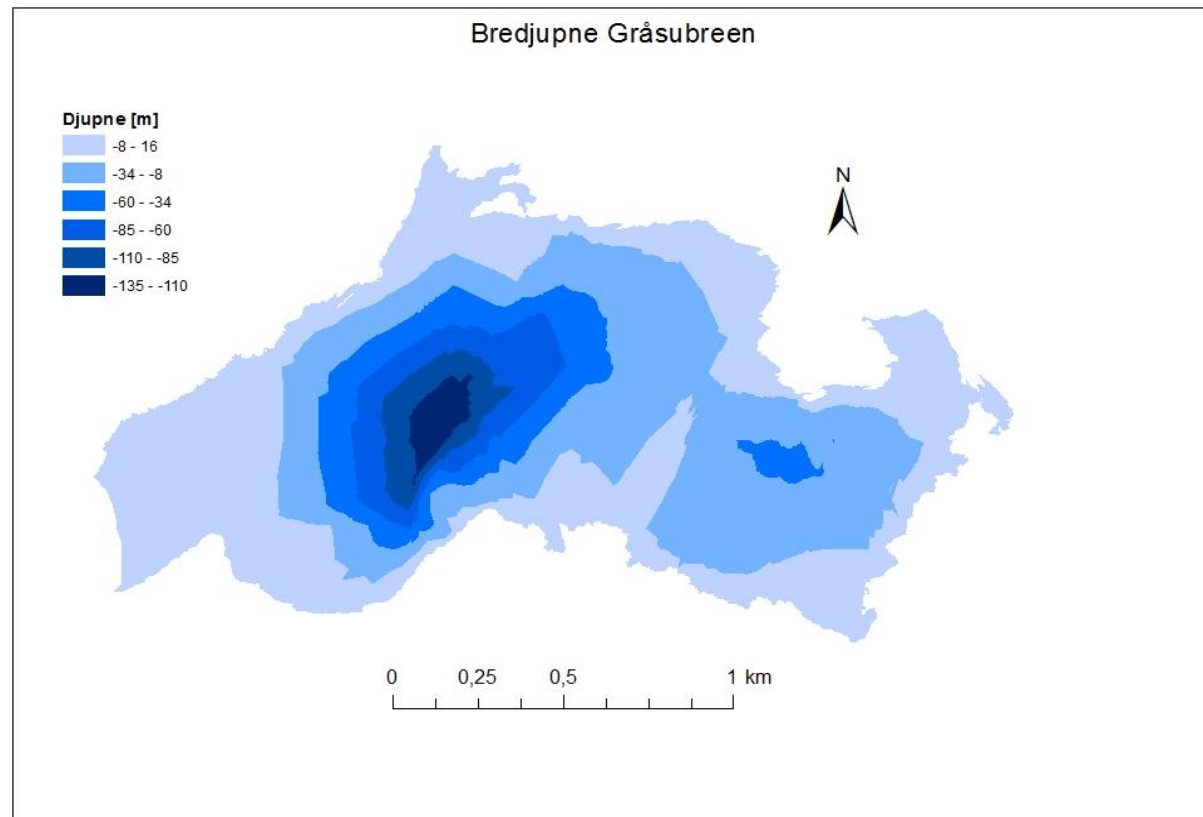 Bredjupne Gråsubreen
Djupne [m]
-8 - 16
-34 - -8
-60 - -34
-85 - -60
-110 - -85
-135 - -110
N
0 0,25 0,5 1 km